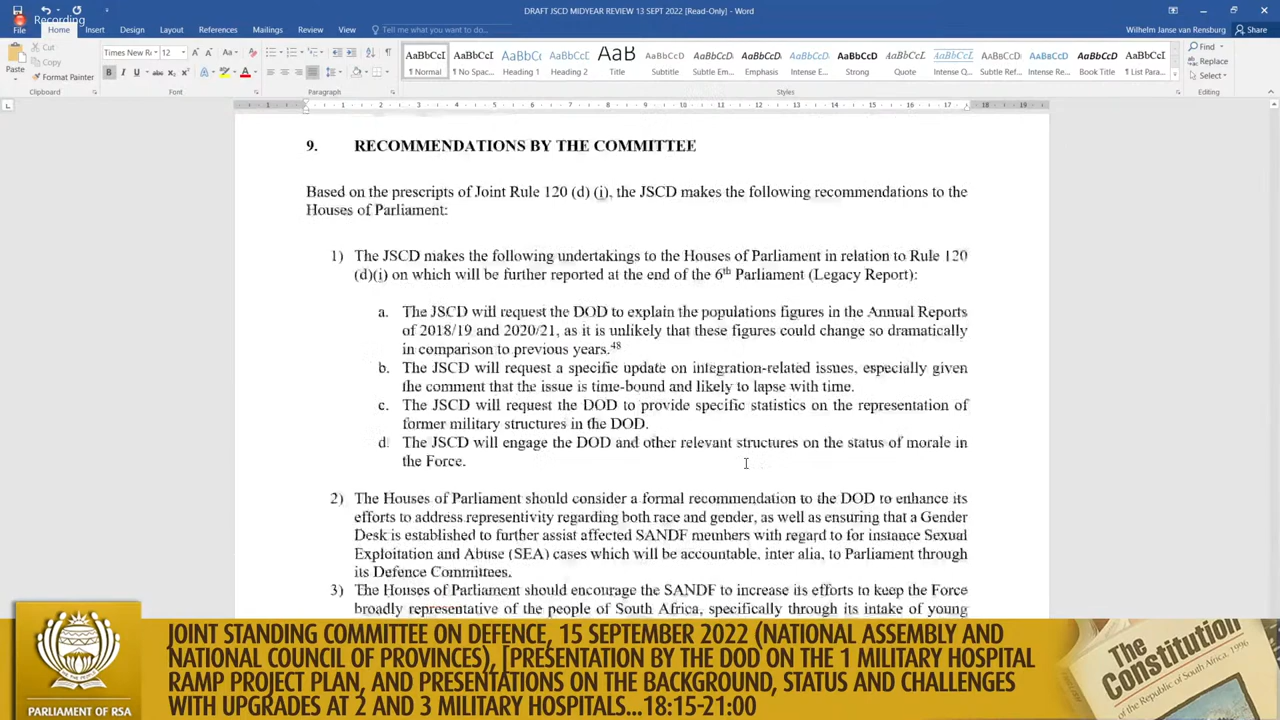 Recording
DRAFT JSCD MIDYEAR REVIEW 13 SEPT 2022 [Read-Only] - Word
File Home Insert Design Layout References Mailings Review View Tell me what you want to do... Wilhelm Janse van Rensburg Share
Cut
Copy
Paste
Format Painter
Clipboard
Times New Ro 12
Font
Paragraph
¶ Normal
¶ No Spac...
Heading 1
Heading 2
Title
Subtitle
Subtle Em...
Emphasis
Intense E...
Strong
Quote
Intense Q...
Subtle Ref...
Intense Re...
Book Title
¶ List Para...
Styles
Find
Replace
Select
Editing
9. RECOMMENDATIONS BY THE COMMITTEE
Based on the prescripts of Joint Rule 120 (d) (i), the JSCD makes the following recommendations to the
Houses of Parliament:
1) The JSCD makes the following undertakings to the Houses of Parliament in relation to Rule 120
(d)(i) on which will be further reported at the end of the 6th Parliament (Legacy Report):
a. The JSCD will request the DOD to explain the populations figures in the Annual Reports
of 2018/19 and 2020/21, as it is unlikely that these figures could change so dramatically
in comparison to previous years.48
b. The JSCD will request a specific update on integration-related issues, especially given
the comment that the issue is time-bound and likely to lapse with time.
c. The JSCD will request the DOD to provide specific statistics on the representation of
former military structures in the DOD.
d. The JSCD will engage the DOD and other relevant structures on the status of morale in
the Force.
2) The Houses of Parliament should consider a formal recommendation to the DOD to enhance its
efforts to address representivity regarding both race and gender, as well as ensuring that a Gender
Desk is established to further assist affected SANDF members with regard to for instance Sexual
Exploitation and Abuse (SEA) cases which will be accountable, inter alia, to Parliament through
its Defence Committees.
3) The Houses of Parliament should encourage the SANDF to increase its efforts to keep the Force
broadly representative of the people of South Africa, specifically through its intake of young
JOINT STANDING COMMITTEE ON DEFENCE, 15 SEPTEMBER 2022 (NATIONAL ASSEMBLY AND
NATIONAL COUNCIL OF PROVINCES), [PRESENTATION BY THE DOD ON THE 1 MILITARY HOSPITAL
RAMP PROJECT PLAN, AND PRESENTATIONS ON THE BACKGROUND, STATUS AND CHALLENGES
WITH UPGRADES AT 2 AND 3 MILITARY HOSPITALS...18:15-21:00
PARLIAMENT OF RSA
The
Constitution
of the Republic of South Africa, 1996